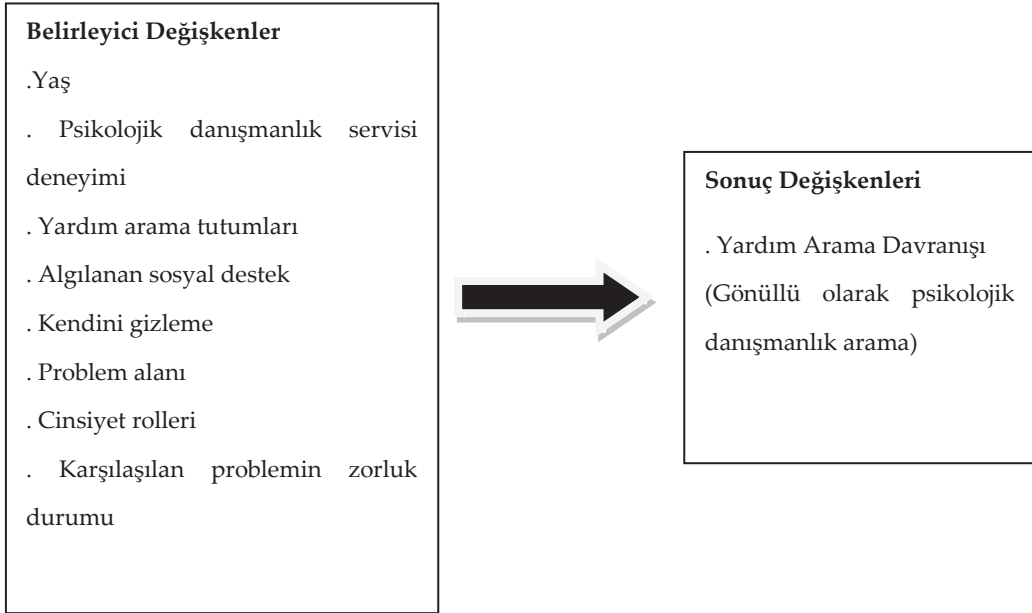 Belirleyici Değişkenler
.Yaş
. Psikolojik danışmanlık servisi
deneyimi
. Yardım arama tutumları
. Algılanan sosyal destek
. Kendini gizleme
. Problem alanı
. Cinsiyet rolleri
. Karşılaşılan problemin zorluk
durumu
Sonuç Değişkenleri
. Yardım Arama Davranışı
(Gönüllü olarak psikolojik
danışmanlık arama)